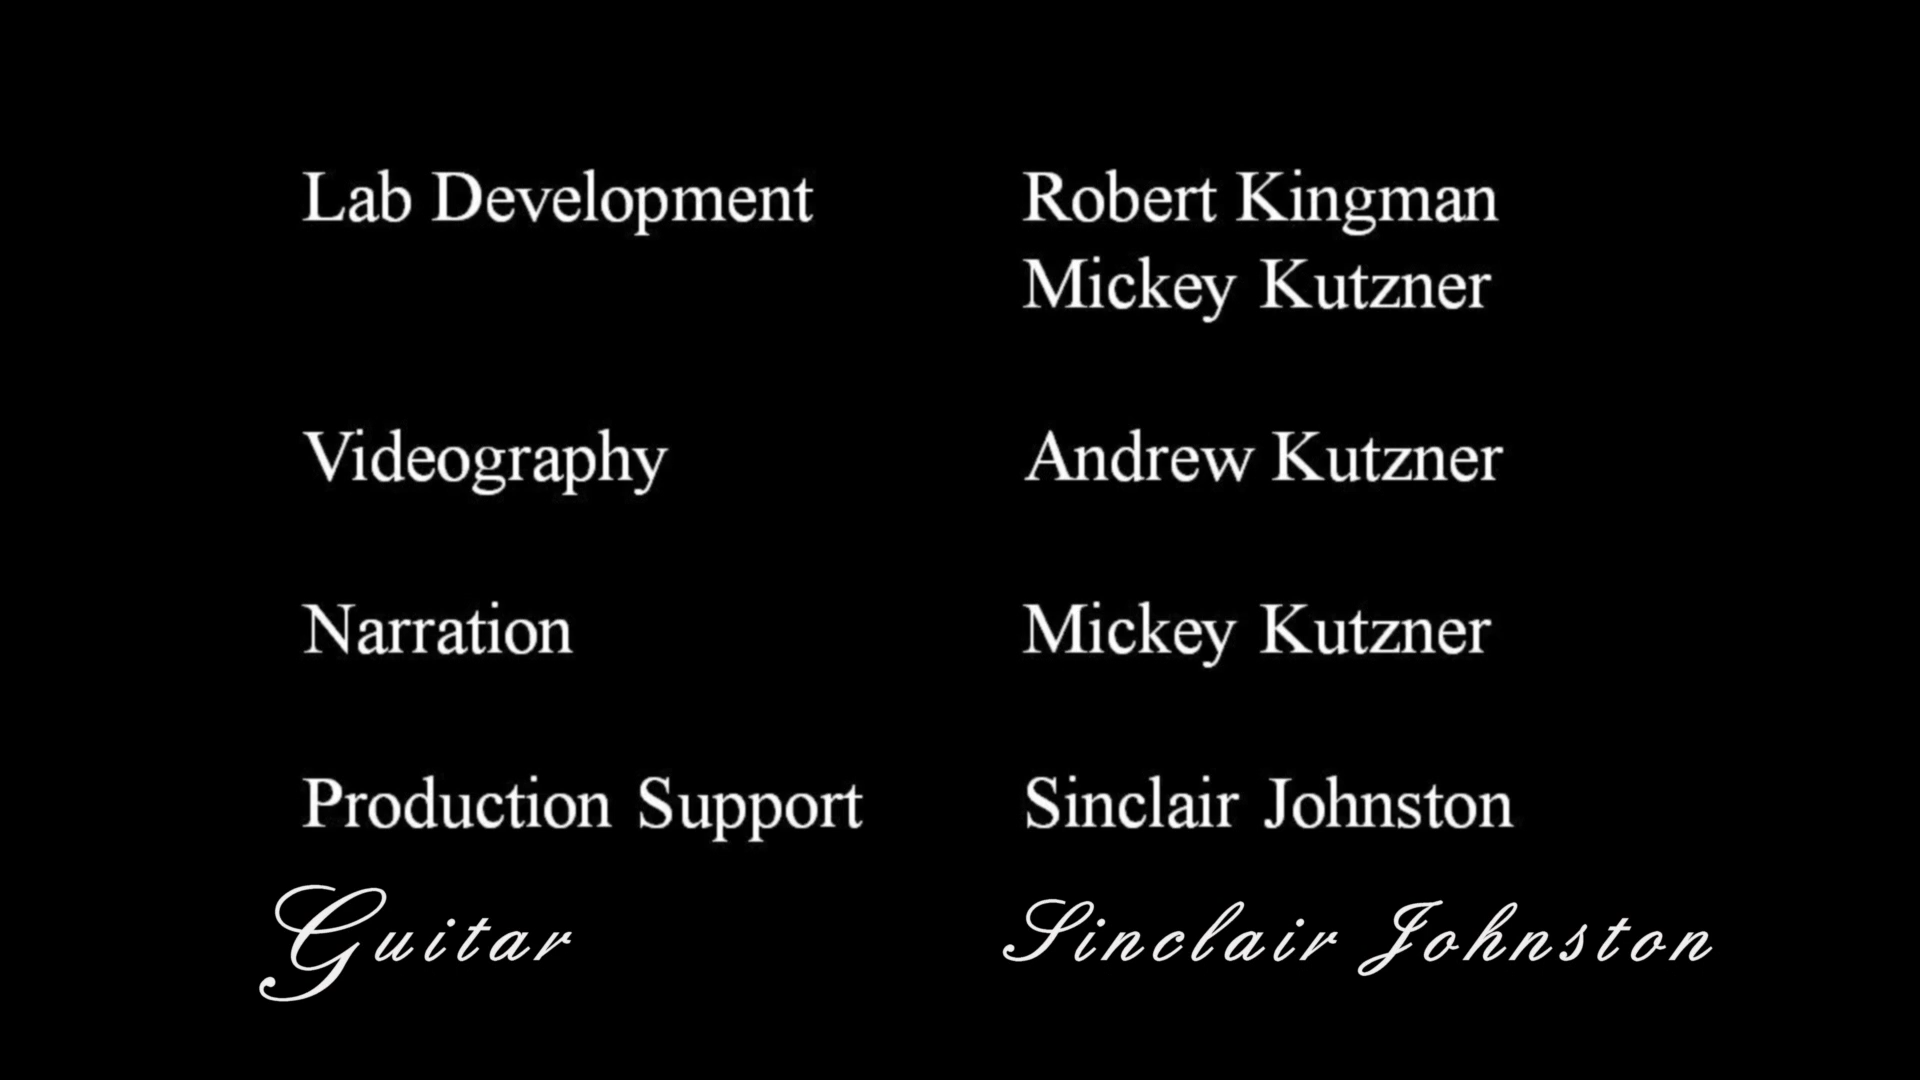 Lab Development Robert Kingman
Mickey Kutzner
Videography Andrew Kutzner
Narration Mickey Kutzner
Production Support Sinclair Johnston
Guitar Sinclair Johnston